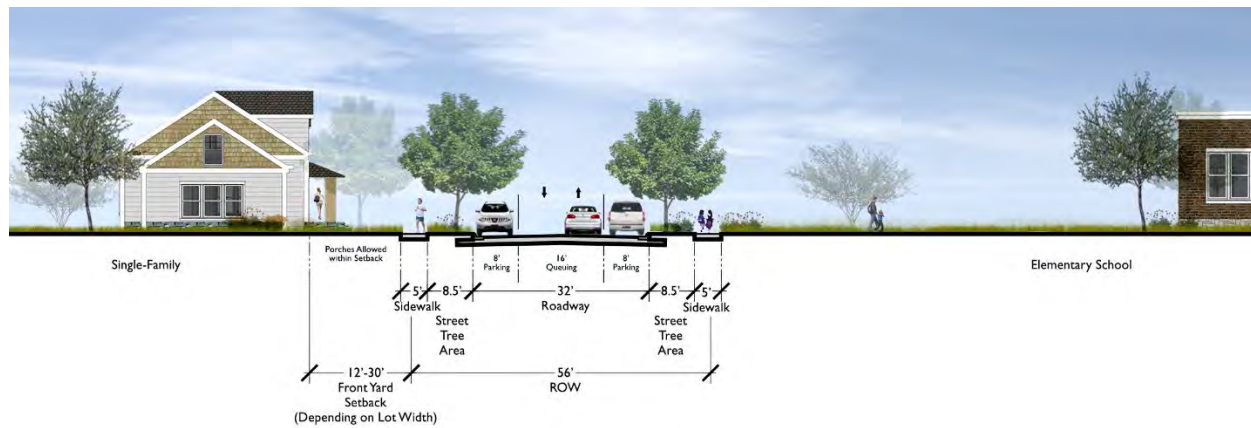 Single-Family
Porches Allowed
within Setback
8'
Parking
16'
Queuing
8'
Parking
Elementary School
5'
Sidewalk
8.5'
Street
Tree
Area
32'
Roadway
8.5'
Street
Tree
Area
5'
Sidewalk
12'-30'
Front Yard
Setback
(Depending on Lot Width)
56'
ROW